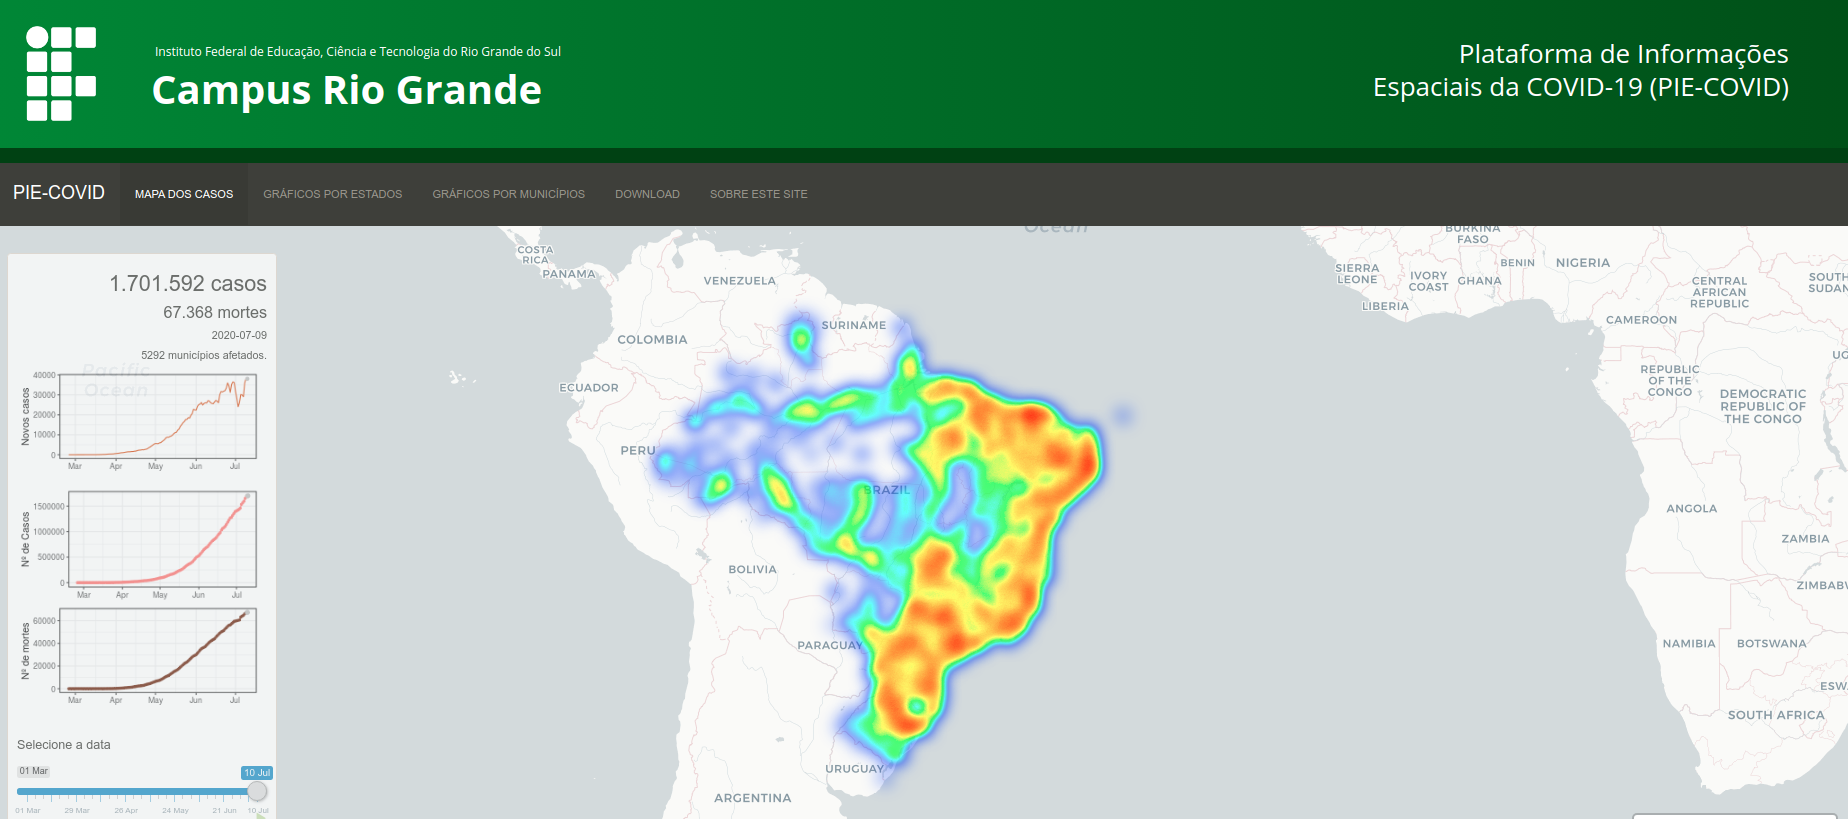 Instituto Federal de Educação, Ciência e Tecnologia do Rio Grande do Sul
Campus Rio Grande
Plataforma de Informações
Espaciais da COVID-19 (PIE-COVID)
PIE-COVID
MAPA DOS CASOS
GRÁFICOS POR ESTADOS
GRÁFICOS POR MUNICÍPIOS
DOWNLOAD
SOBRE ESTE SITE
1.701.592 casos
67.368 mortes
2020-07-09
5292 municípios afetados.
Pacific
Ocean
Novos casos
40000
30000
20000
10000
0
Mar Apr May Jun Jul
Nº de Casos
1500000
1000000
500000
0
Mar Apr May Jun Jul
Nº de mortes
60000
40000
20000
0
Mar Apr May Jun Jul
Selecione a data
01 Mar
10 Jul
01 Mar 29 Mar 26 Apr 24 May 21 Jun 10 Jul
Ocean
COSTA
RICA
PANAMA
VENEZUELA
SURINAME
COLOMBIA
ECUADOR
PERU
BRAZIL
BOLIVIA
PARAGUAY
URUGUAY
ARGENTINA
BURKINA
FASO
SIERRA
LEONE
IVORY
COAST
GHANA
BENIN
NIGERIA
LIBERIA
CENTRAL
AFRICAN
REPUBLIC
SOUTH
SUDAN
CAMEROON
UG
REPUBLIC
OF THE
CONGO
DEMOCRATIC
REPUBLIC OF
THE CONGO
ANGOLA
ZAMBIA
ZIMBABW
NAMIBIA
BOTSWANA
ESW
SOUTH AFRICA